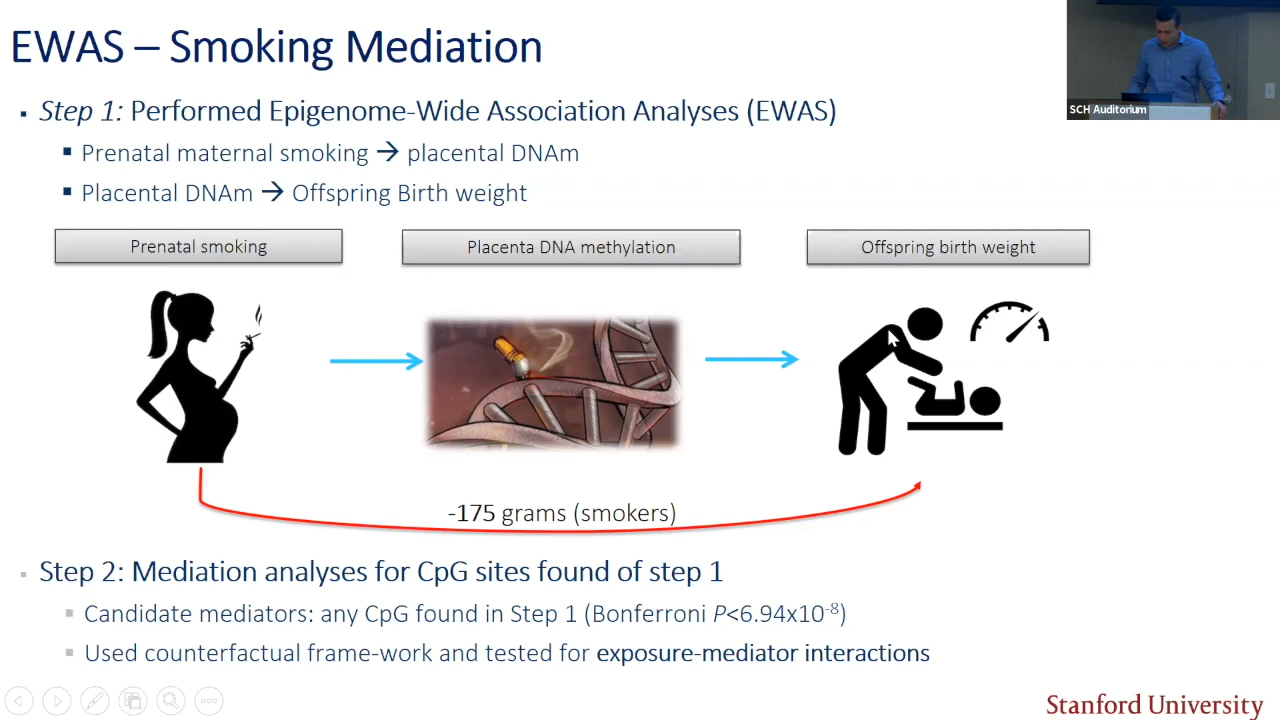 EWAS – Smoking Mediation
SCH Auditorium
▪ Step 1: Performed Epigenome-Wide Association Analyses (EWAS)
▪ Prenatal maternal smoking → placental DNAm
▪ Placental DNAm → Offspring Birth weight
Prenatal smoking
Placenta DNA methylation
Offspring birth weight
-175 grams (smokers)
▪ Step 2: Mediation analyses for CpG sites found of step 1
▪ Candidate mediators: any CpG found in Step 1 (Bonferroni P<6.94x10⁻⁸)
▪ Used counterfactual frame-work and tested for exposure-mediator interactions
Stanford University